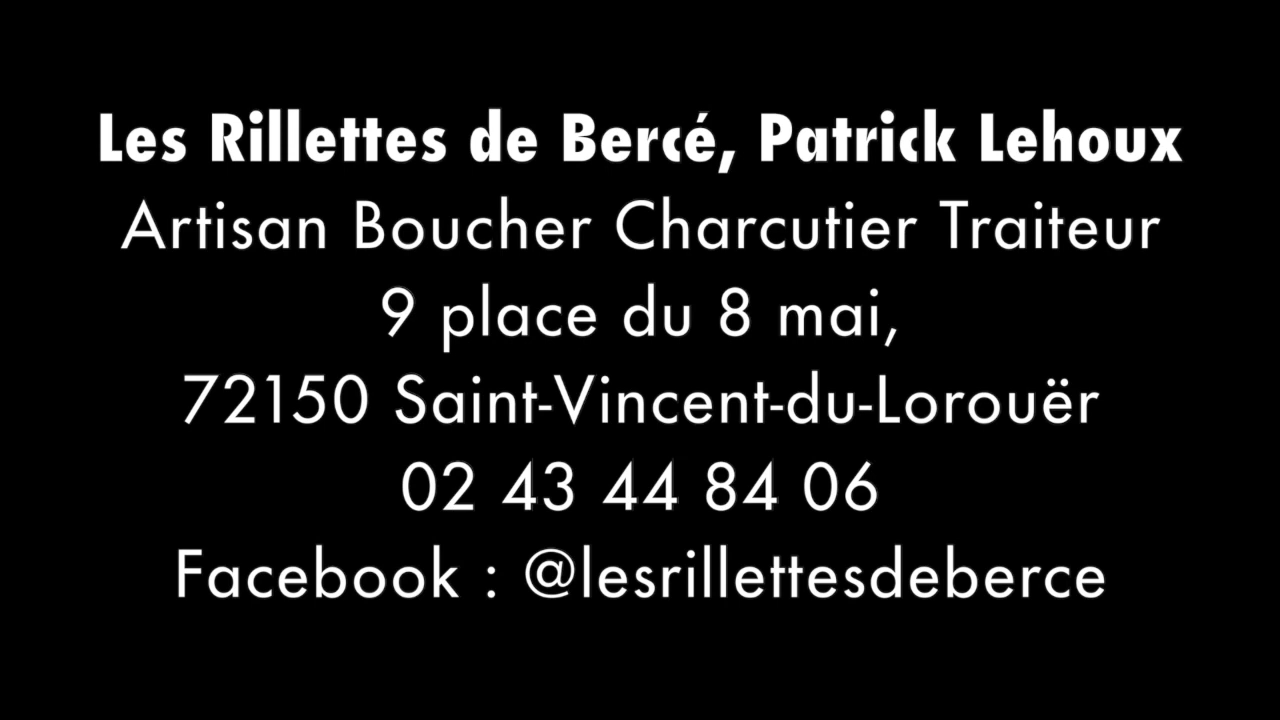 Les Rillettes de Bercé, Patrick Lehoux
Artisan Boucher Charcutier Traiteur
9 place du 8 mai,
72150 Saint-Vincent-du-Lorouër
02 43 44 84 06
Facebook : @lesrillettesdeberce